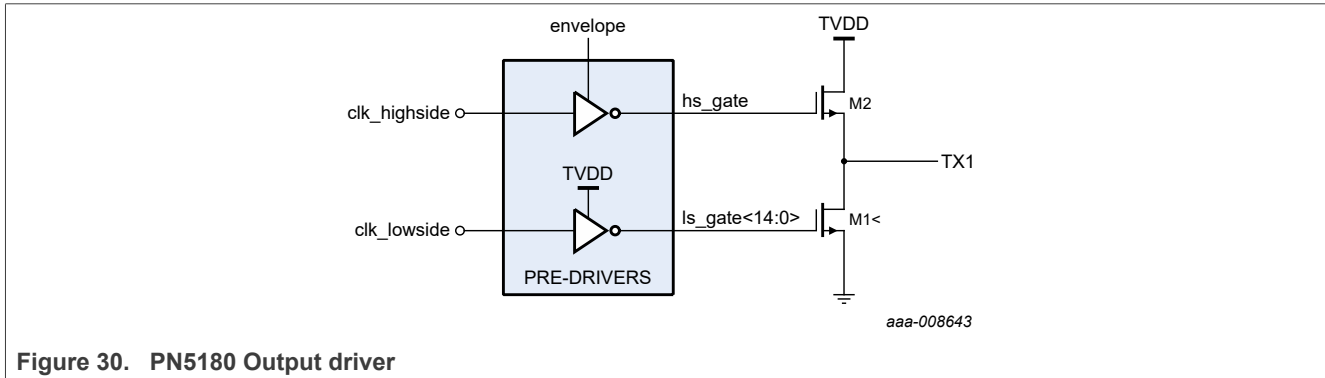 envelope
TVDD
clk_highside
hs_gate
M2
TX1
TVDD
clk_lowside
ls_gate<14:0>
M1<
PRE-DRIVERS
aaa-008643
Figure 30. PN5180 Output driver